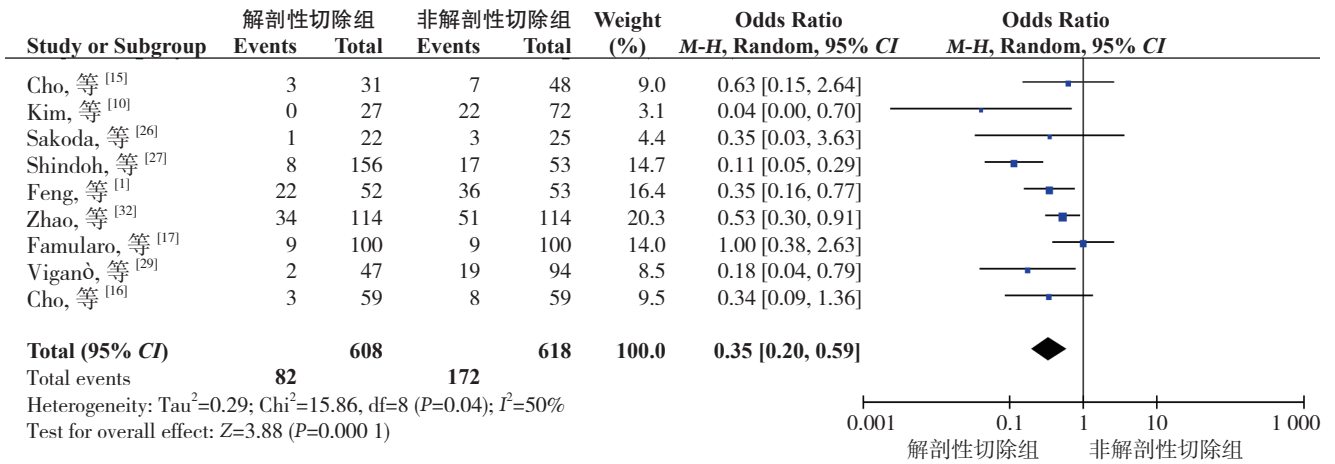 解剖性切除组 非解剖性切除组 Weight Odds Ratio Odds Ratio
Study or Subgroup Events Total Events Total (%) M-H, Random, 95% CI M-H, Random, 95% CI
Cho, 等 [15] 3 31 7 48 9.0 0.63 [0.15, 2.64]
Kim, 等 [10] 0 27 22 72 3.1 0.04 [0.00, 0.70]
Sakoda, 等 [26] 1 22 3 25 4.4 0.35 [0.03, 3.63]
Shindoh, 等 [27] 8 156 17 53 14.7 0.11 [0.05, 0.29]
Feng, 等 [1] 22 52 36 53 16.4 0.35 [0.16, 0.77]
Zhao, 等 [32] 34 114 51 114 20.3 0.53 [0.30, 0.91]
Famularo, 等 [17] 9 100 9 100 14.0 1.00 [0.38, 2.63]
Viganò, 等 [29] 2 47 19 94 8.5 0.18 [0.04, 0.79]
Cho, 等 [16] 3 59 8 59 9.5 0.34 [0.09, 1.36]
Total (95% CI) 608 618 100.0 0.35 [0.20, 0.59]
Total events 82 172
Heterogeneity: Tau²=0.29; Chi²=15.86, df=8 (P=0.04); I²=50%
Test for overall effect: Z=3.88 (P=0.000 1)
0.001 0.1 1 10 1 000
解剖性切除组 非解剖性切除组